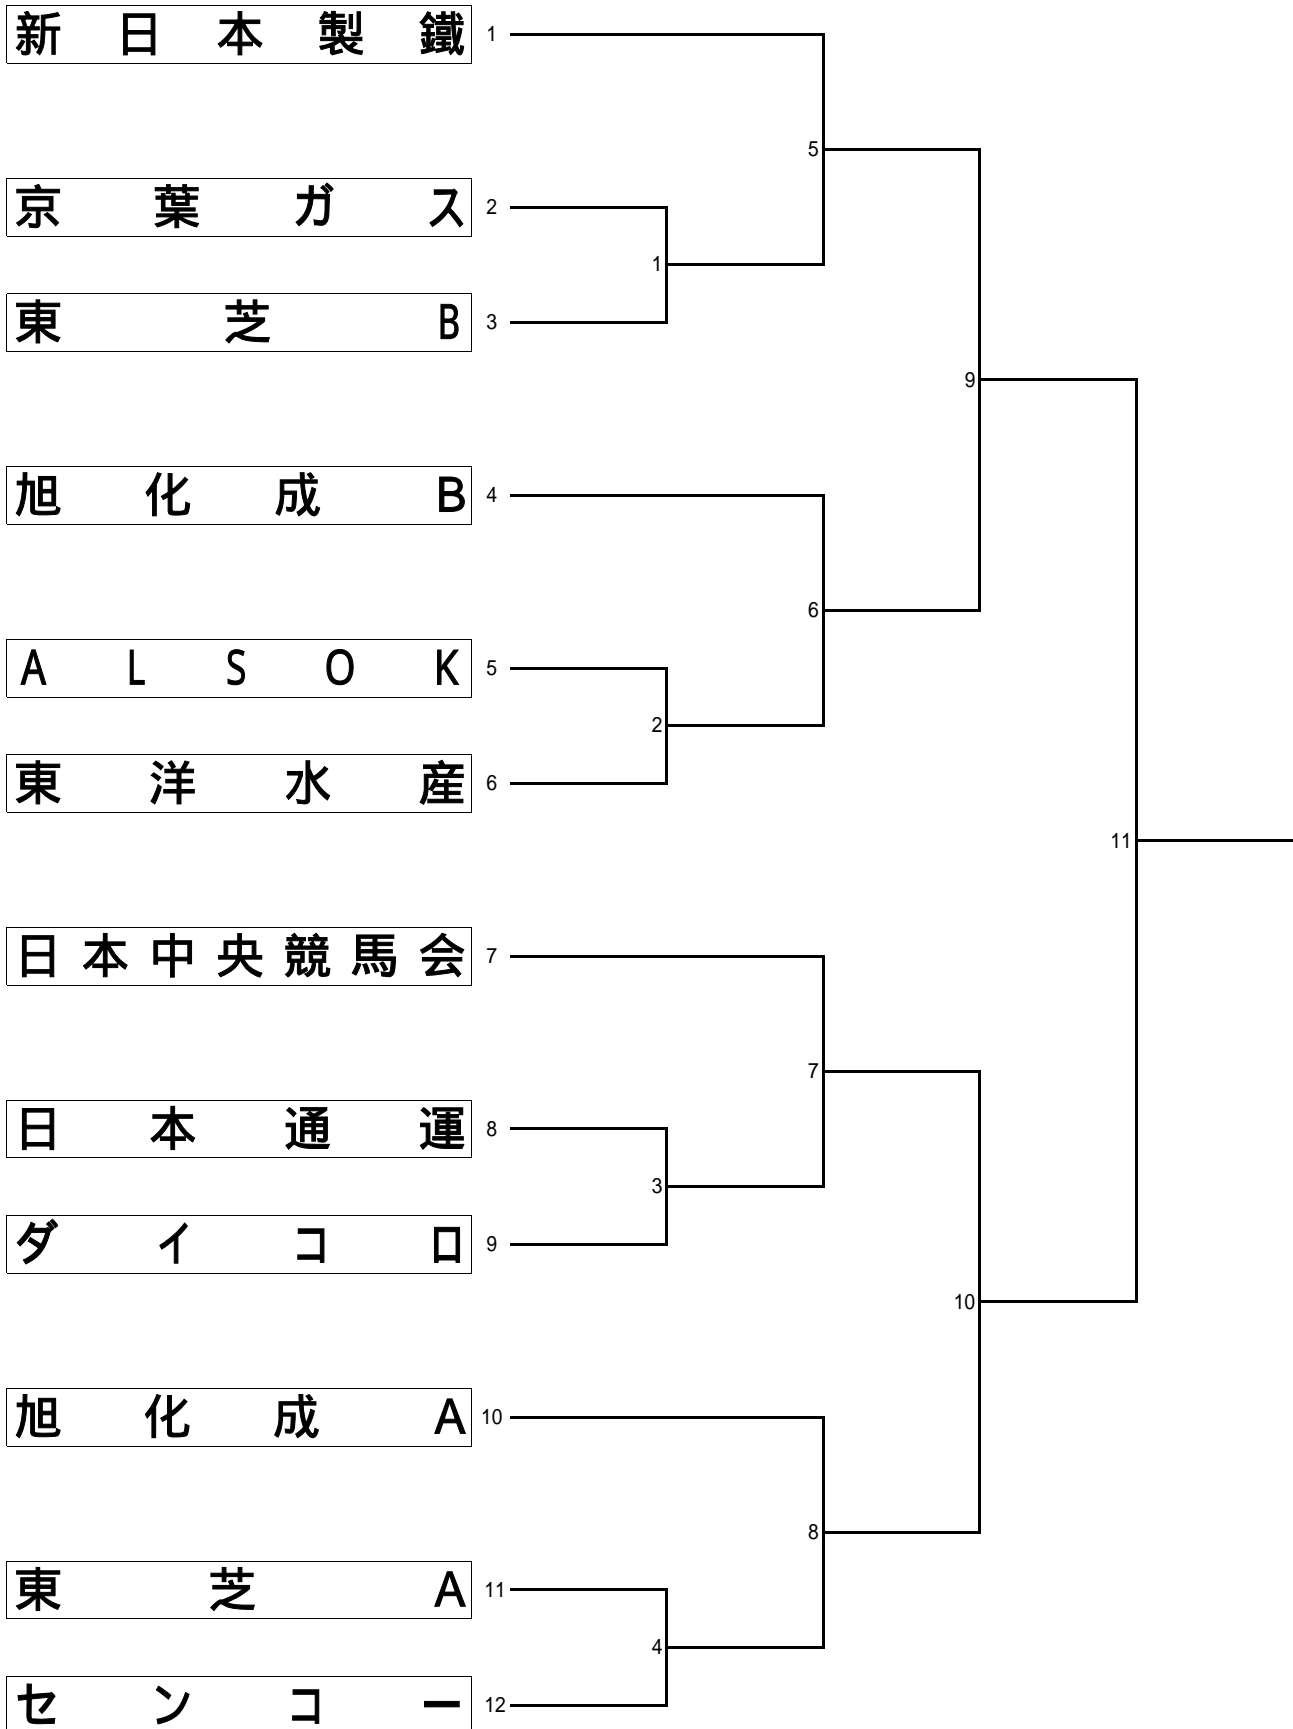 新日本製鐵 1
5
京葉ガス 2
1
東芝B 3
9
旭化成B 4
6
ALSOK 5
2
東洋水産 6
11
日本中央競馬会 7
7
日本通運 8
3
ダイコロ 9
10
旭化成A 10
8
東芝A 11
4
センコー 12